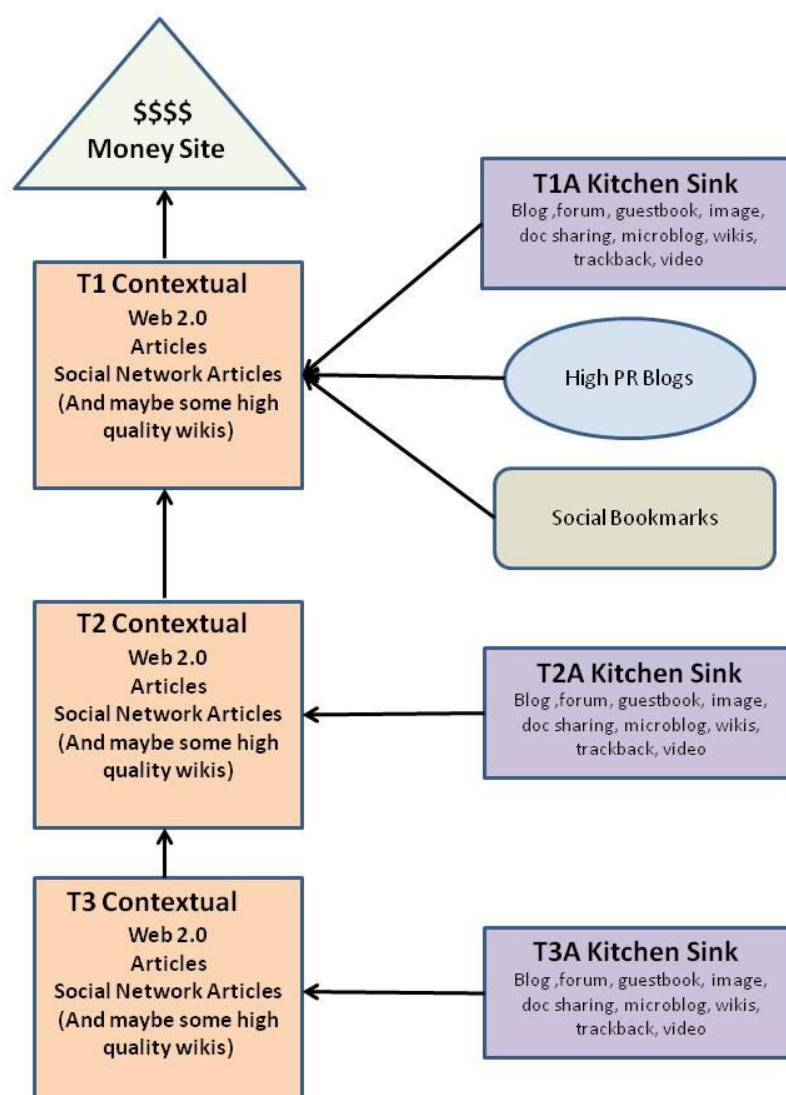 $$$$
Money Site
T1A Kitchen Sink
Blog ,forum, guestbook, image,
doc sharing, microblog, wikis,
trackback, video
T1 Contextual
Web 2.0
Articles
Social Network Articles
(And maybe some high
quality wikis)
High PR Blogs
Social Bookmarks
T2 Contextual
Web 2.0
Articles
Social Network Articles
(And maybe some high
quality wikis)
T2A Kitchen Sink
Blog ,forum, guestbook, image,
doc sharing, microblog, wikis,
trackback, video
T3 Contextual
Web 2.0
Articles
Social Network Articles
(And maybe some high
quality wikis)
T3A Kitchen Sink
Blog ,forum, guestbook, image,
doc sharing, microblog, wikis,
trackback, video